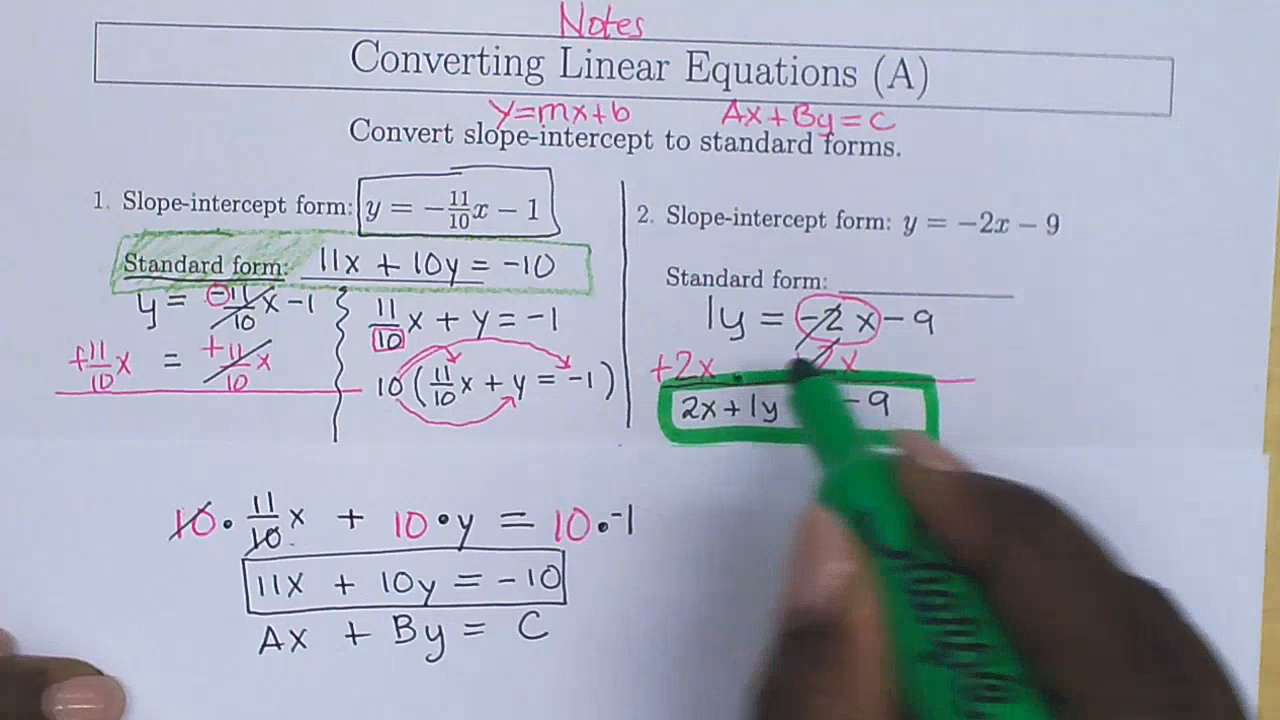 Notes
Converting Linear Equations (A)
y=mx+b Ax+By=C
Convert slope-intercept to standard forms.
1. Slope-intercept form: y = -11/10x - 1
Standard form: 11x + 10y = -10
y = -11/10x -1
+11/10x = +11/10x
11/10x + y = -1
10(11/10x + y = -1)
10 • 11/10x + 10 • y = 10 • -1
11x + 10y = -10
Ax + By = C
2. Slope-intercept form: y = -2x - 9
Standard form:
1y = -2x - 9
+2x +2x
2x+1y -9